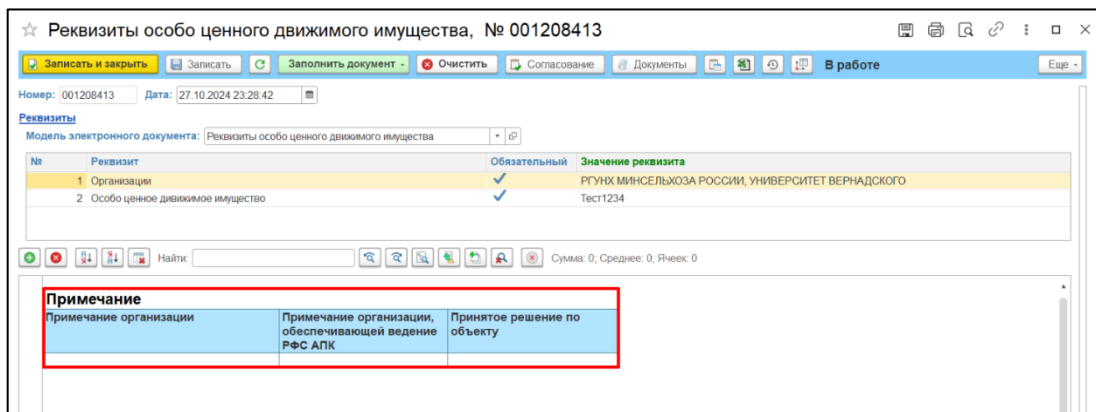 Реквизиты особо ценного движимого имущества, № 001208413
Записать и закрыть Записать Заполнить документ Очистить Согласование Документы В работе Еще
Номер: 001208413 Дата: 27.10.2024 23:28:42
Реквизиты
Модель электронного документа: Реквизиты особо ценного движимого имущества
№ Реквизит Обязательный Значение реквизита
1 Организации РГУНХ МИНСЕЛЬХОЗА РОССИИ, УНИВЕРСИТЕТ ВЕРНАДСКОГО
2 Особо ценное дивижимое имущество Тест1234
Найти: Сумма: 0; Среднее: 0; Ячеек: 0
Примечание
Примечание организации Примечание организации, Принятое решение по
обеспечивающей ведение объекту
РФС АПК